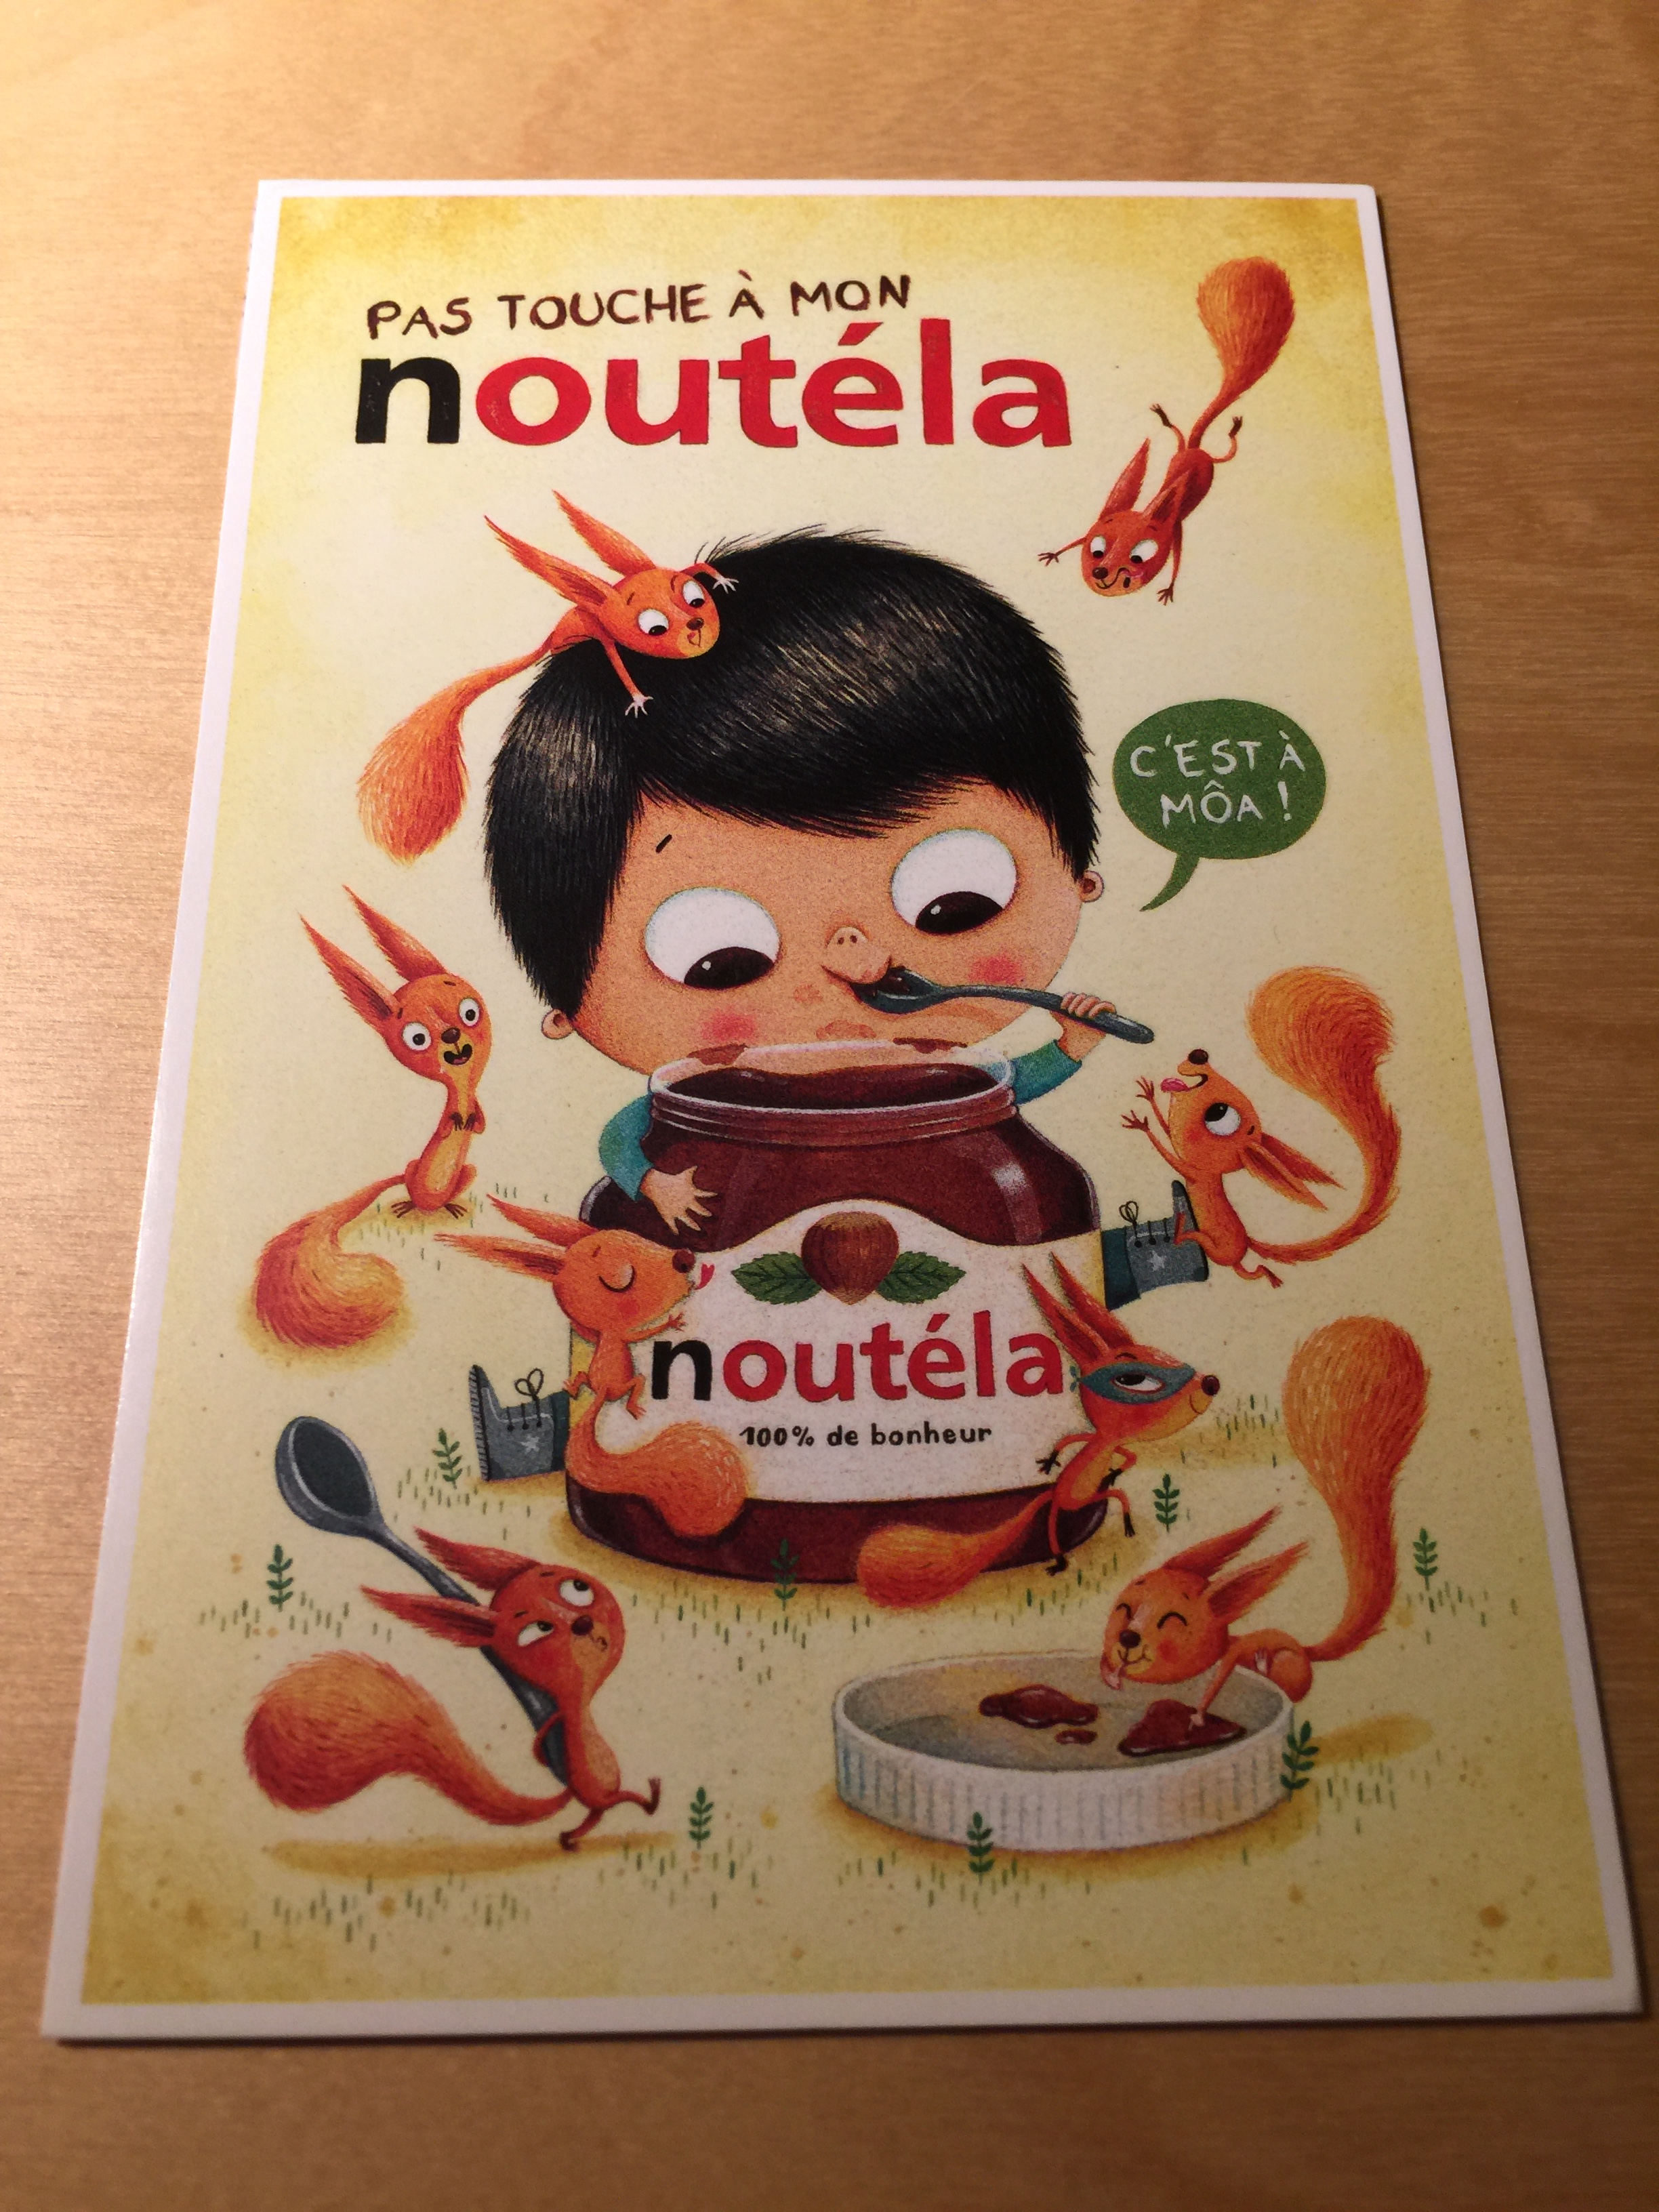 PAS TOUCHE À MON
noutéla
C'EST À
MÔA !
noutéla
100% de bonheur